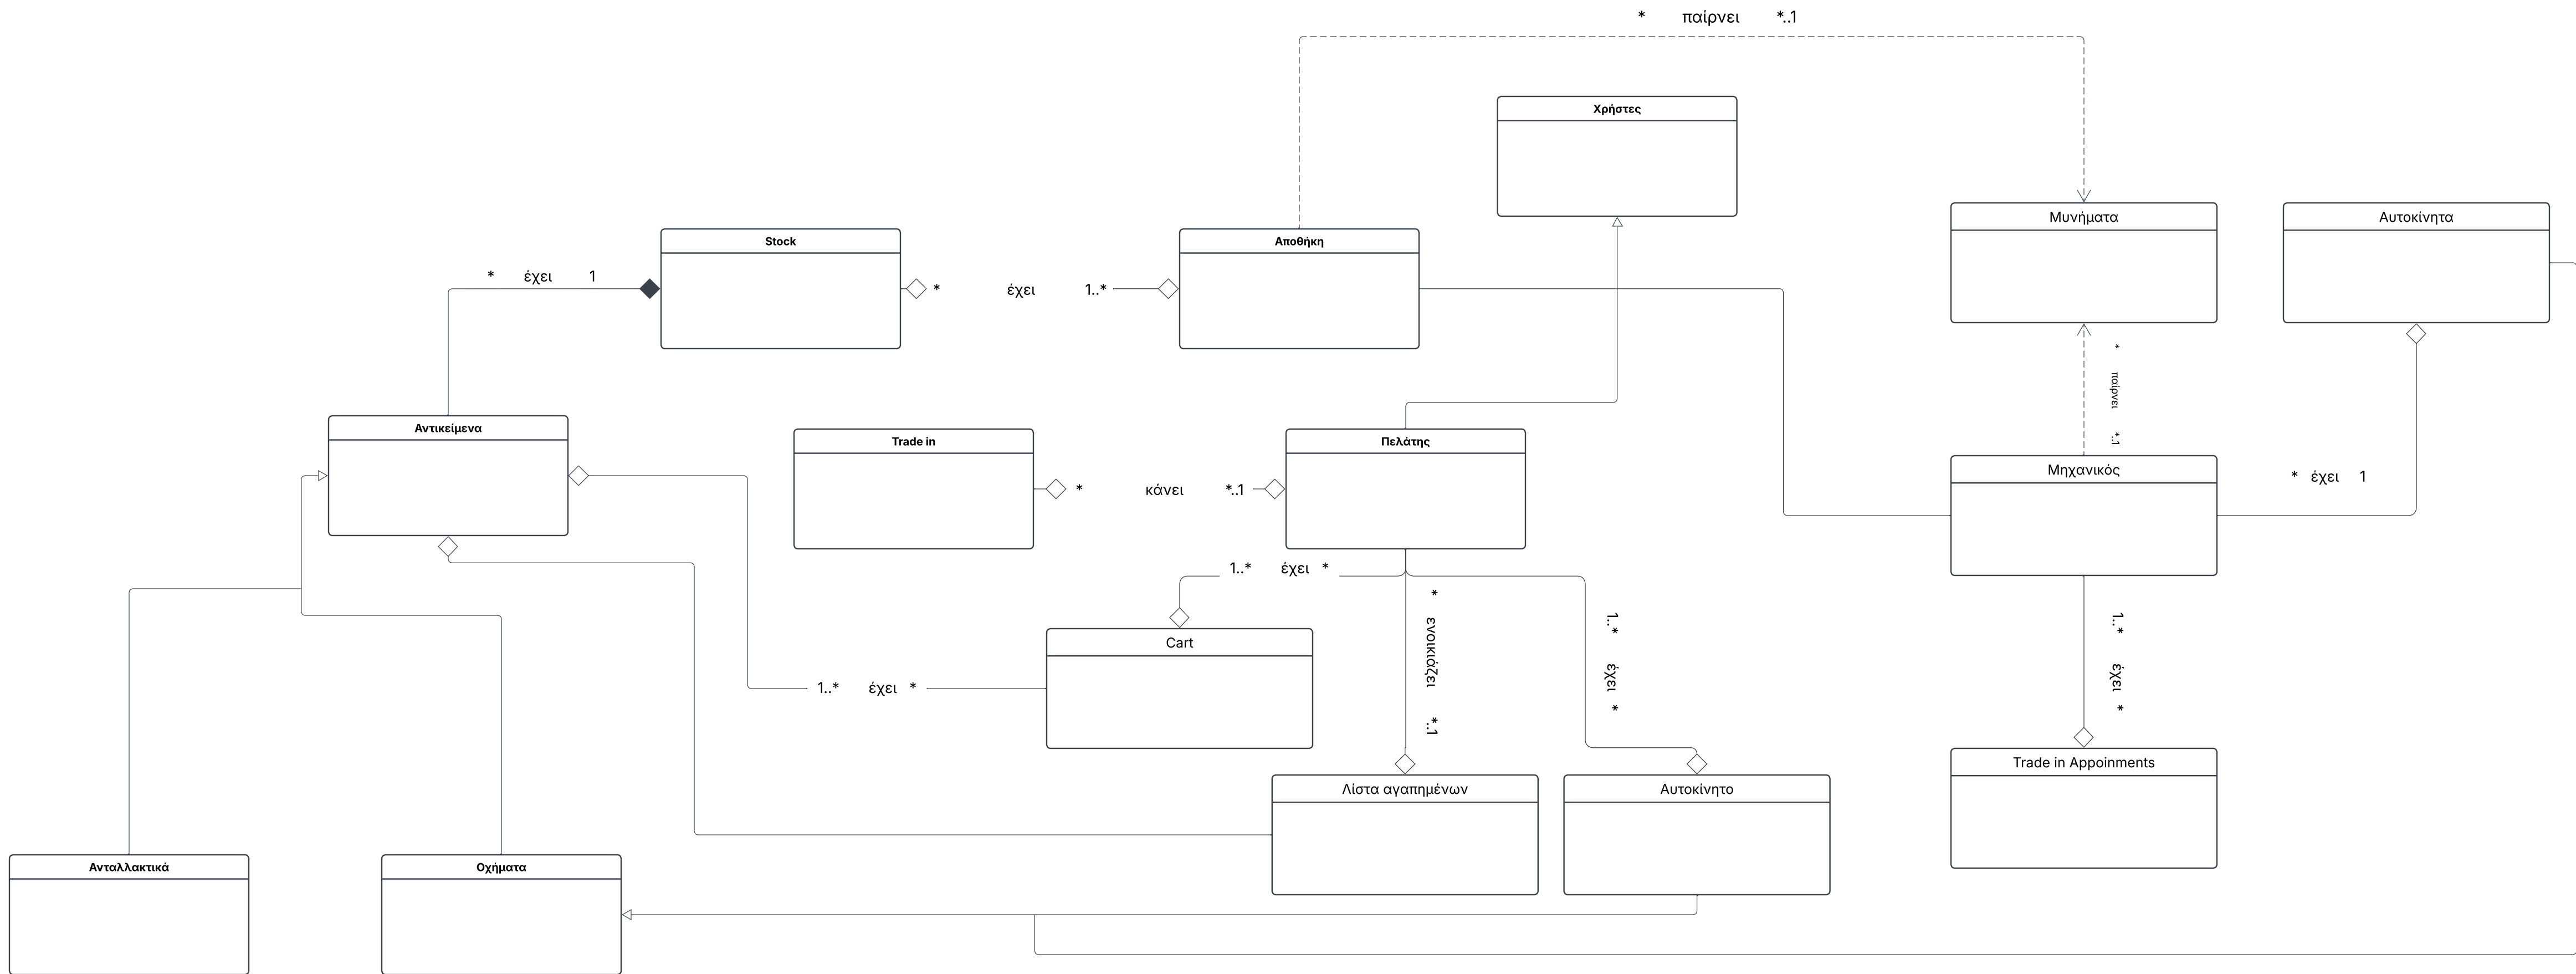 * παίρνει *..1
Χρήστες
Μυνήματα
Αυτοκίνητα
Stock
Αποθήκη
* έχει 1
* έχει 1..*
* παίρνει *..1
Αντικείμενα
Trade in
Πελάτης
Μηχανικός
* κάνει *..1
* έχει 1
1..* έχει *
* ενοικιάζει *..1
1..* έχει *
1..* έχει *
Cart
1..* έχει *
Trade in Appoinments
Λίστα αγαπημένων
Αυτοκίνητο
Ανταλλακτικά
Οχήματα